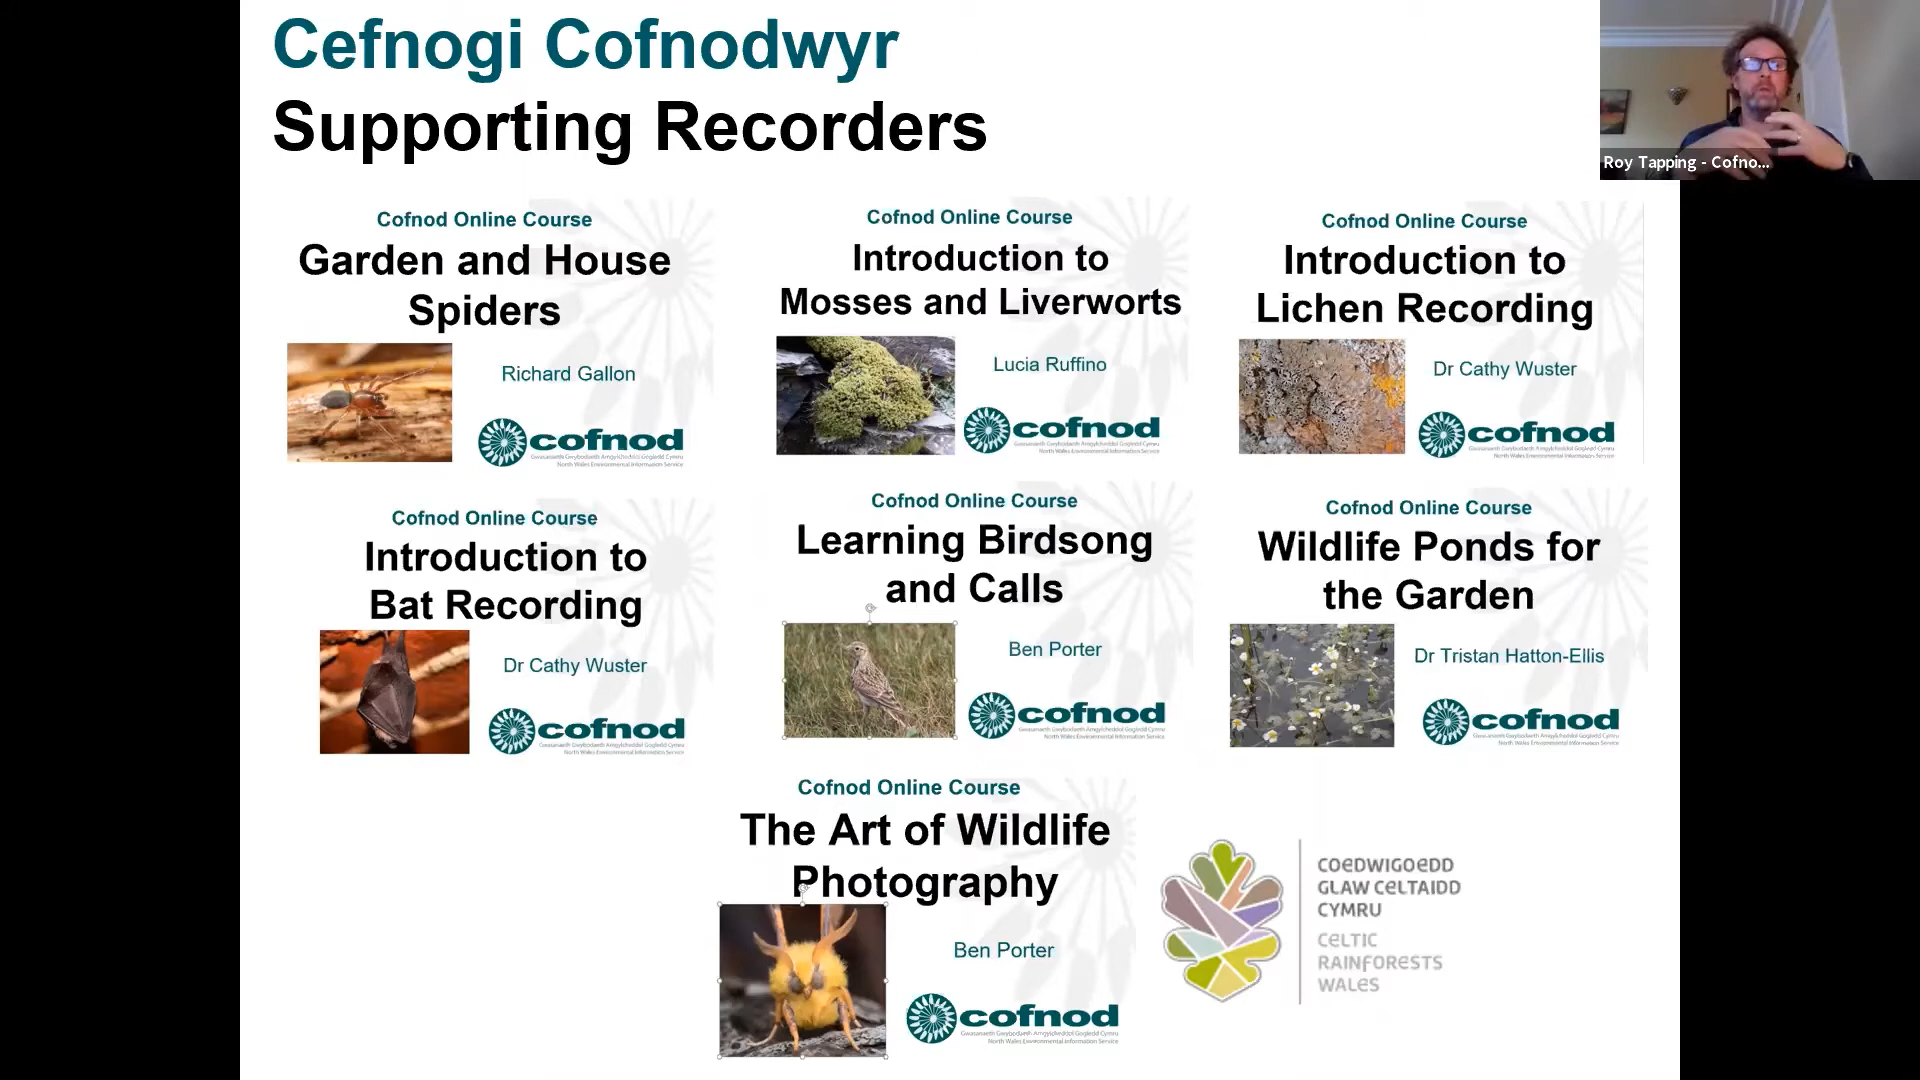 Cefnogi Cofnodwyr
Supporting Recorders
Roy Tapping - Cofno...
Cofnod Online Course
Garden and House
Spiders
Richard Gallon
cofnod
Gwasanaeth Gwybodaeth Amgylcheddol Gogledd Cymru
North Wales Environmental Information Service
Cofnod Online Course
Introduction to
Mosses and Liverworts
Lucia Ruffino
cofnod
Gwasanaeth Gwybodaeth Amgylcheddol Gogledd Cymru
North Wales Environmental Information Service
Cofnod Online Course
Introduction to
Lichen Recording
Dr Cathy Wuster
cofnod
Gwasanaeth Gwybodaeth Amgylcheddol Gogledd Cymru
North Wales Environmental Information Service
Cofnod Online Course
Introduction to
Bat Recording
Dr Cathy Wuster
cofnod
Gwasanaeth Gwybodaeth Amgylcheddol Gogledd Cymru
North Wales Environmental Information Service
Cofnod Online Course
Learning Birdsong
and Calls
Ben Porter
cofnod
Gwasanaeth Gwybodaeth Amgylcheddol Gogledd Cymru
North Wales Environmental Information Service
Cofnod Online Course
Wildlife Ponds for
the Garden
Dr Tristan Hatton-Ellis
cofnod
Gwasanaeth Gwybodaeth Amgylcheddol Gogledd Cymru
North Wales Environmental Information Service
Cofnod Online Course
The Art of Wildlife
Photography
Ben Porter
cofnod
Gwasanaeth Gwybodaeth Amgylcheddol Gogledd Cymru
North Wales Environmental Information Service
COEDWIGOEDD
GLAW CELTAIDD
CYMRU
CELTIC
RAINFORESTS
WALES